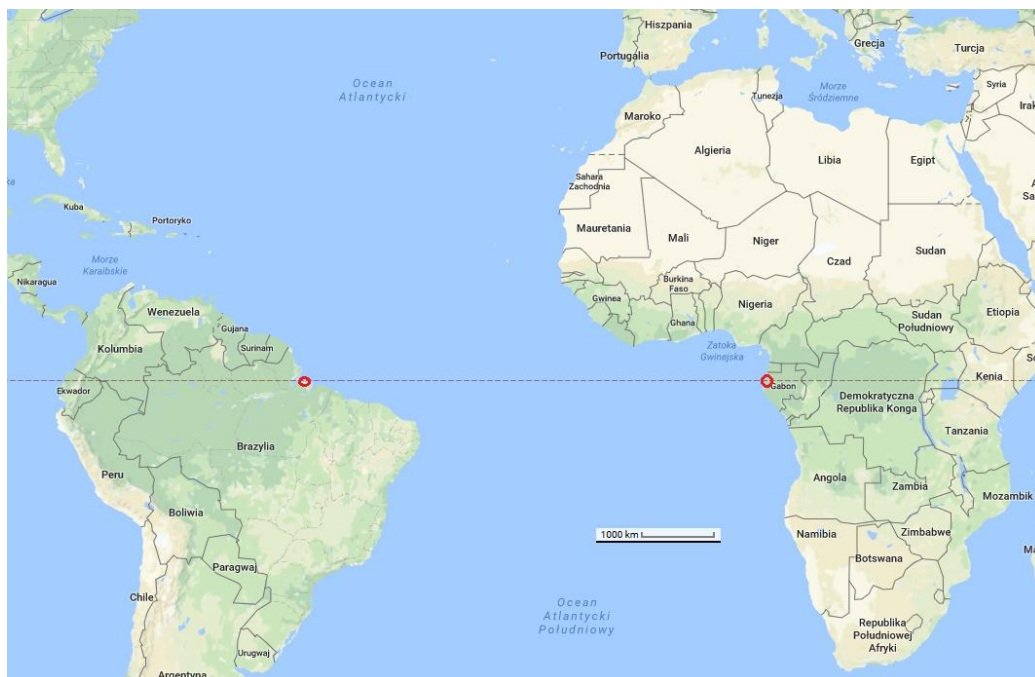 Hiszpania
Portugália
Grecja
Turcja
Ocean
Atlantycki
Morze
Śródziemne
Syria
Irak
Tunezja
Maroko
Algieria
Libia
Egipt
Sahara
Zachodnia
Kuba
Portoryko
Mauretania
Mali
Niger
Czad
Sudan
Morze
Karaibskie
Nikaragua
Burkina
Faso
Gwinea
Nigeria
Ghana
Sudan
Południowy
Etiopia
Wenezuela
Gujana
Surinam
Kolumbia
Zatoka
Gwinejska
Ekwador
Gabon
Kenia
Demokratyczna
Republika Konga
Brazylia
Tanzania
Peru
Angola
Zambia
Mozambik
Boliwia
1000 km
Namibia
Zimbabwe
Botswana
Paragwaj
Chile
Ocean
Atlantycki
Południowy
Republika
Południowej
Afryki
Urugwaj
Argentyna